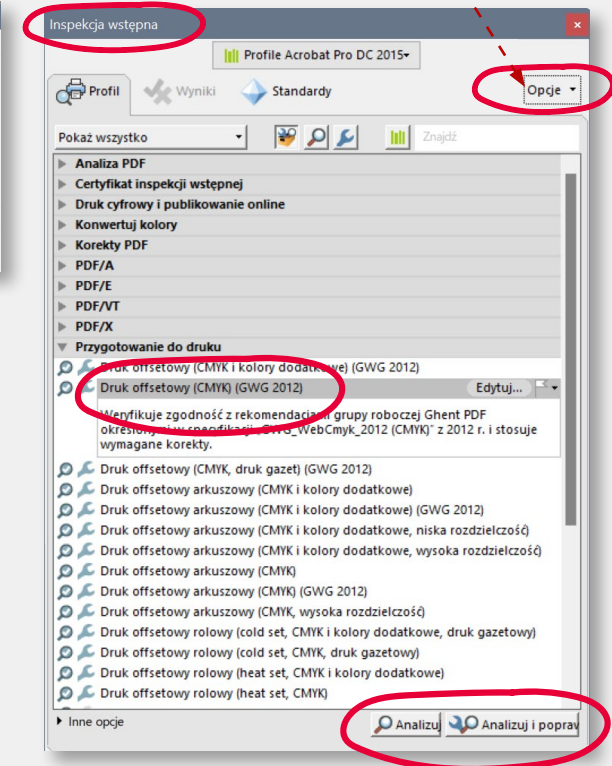 Inspekcja wstępna
Profile Acrobat Pro DC 2015
Profil Wyniki Standardy Opcje
Pokaż wszystko Znajdź
Analiza PDF
Certyfikat inspekcji wstępnej
Druk cyfrowy i publikowanie online
Konwertuj kolory
Korekty PDF
PDF/A
PDF/E
PDF/VT
PDF/X
Przygotowanie do druku
Druk offsetowy (CMYK i kolory dodatkowe) (GWG 2012)
Druk offsetowy (CMYK) (GWG 2012) Edytuj...
Weryfikuje zgodność z rekomendacjami grupy roboczej Ghent PDF
określonymi w specyfikacji „GWG_WebCmyk_2012 (CMYK)” z 2012 r. i stosuje
wymagane korekty.
Druk offsetowy (CMYK, druk gazet) (GWG 2012)
Druk offsetowy arkuszowy (CMYK i kolory dodatkowe)
Druk offsetowy arkuszowy (CMYK i kolory dodatkowe) (GWG 2012)
Druk offsetowy arkuszowy (CMYK i kolory dodatkowe, niska rozdzielczość)
Druk offsetowy arkuszowy (CMYK i kolory dodatkowe, wysoka rozdzielczość)
Druk offsetowy arkuszowy (CMYK)
Druk offsetowy arkuszowy (CMYK) (GWG 2012)
Druk offsetowy arkuszowy (CMYK, wysoka rozdzielczość)
Druk offsetowy rolowy (cold set, CMYK i kolory dodatkowe, druk gazetowy)
Druk offsetowy rolowy (cold set, CMYK, druk gazetowy)
Druk offsetowy rolowy (heat set, CMYK i kolory dodatkowe)
Druk offsetowy rolowy (heat set, CMYK)
Inne opcje Analizuj Analizuj i popraw